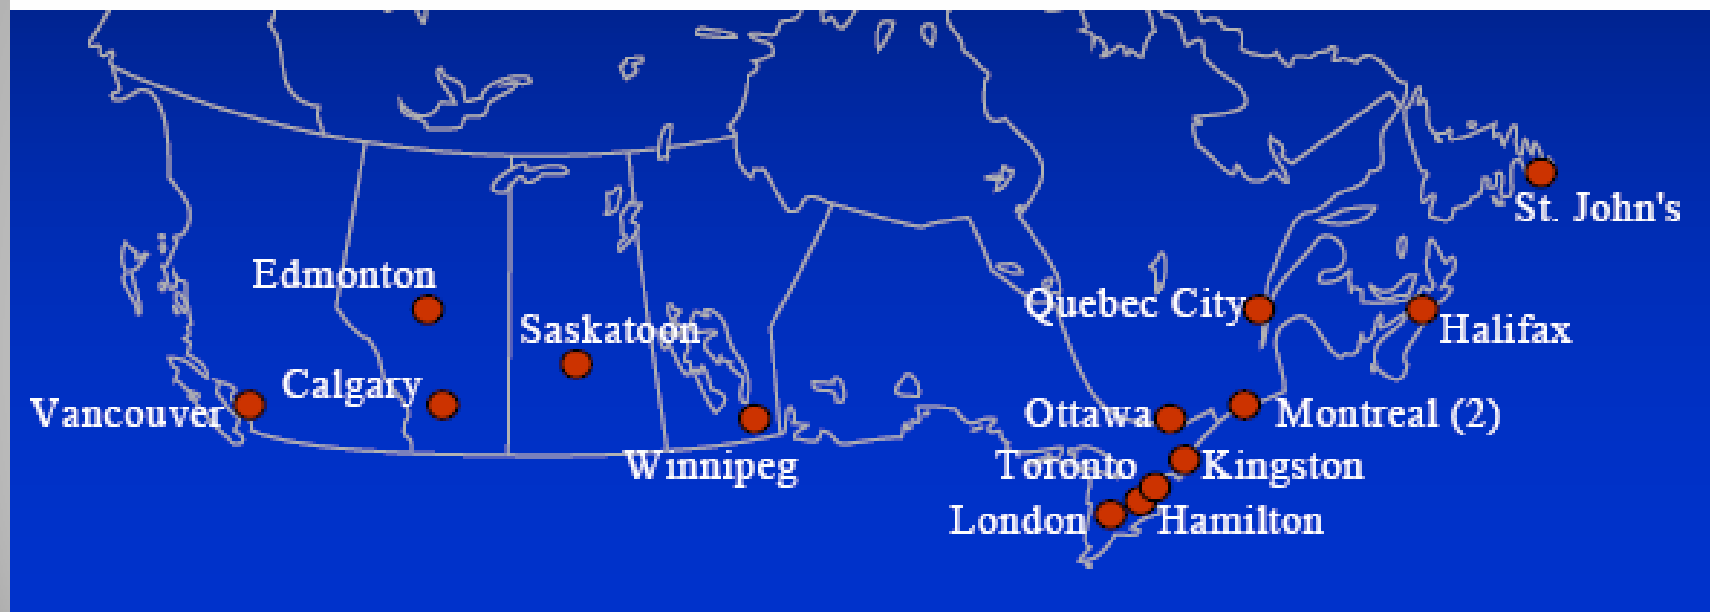 St. John's
Edmonton
Quebec City
Saskatoon
Halifax
Calgary
Vancouver
Ottawa
Montreal (2)
Winnipeg
Toronto
Kingston
London
Hamilton